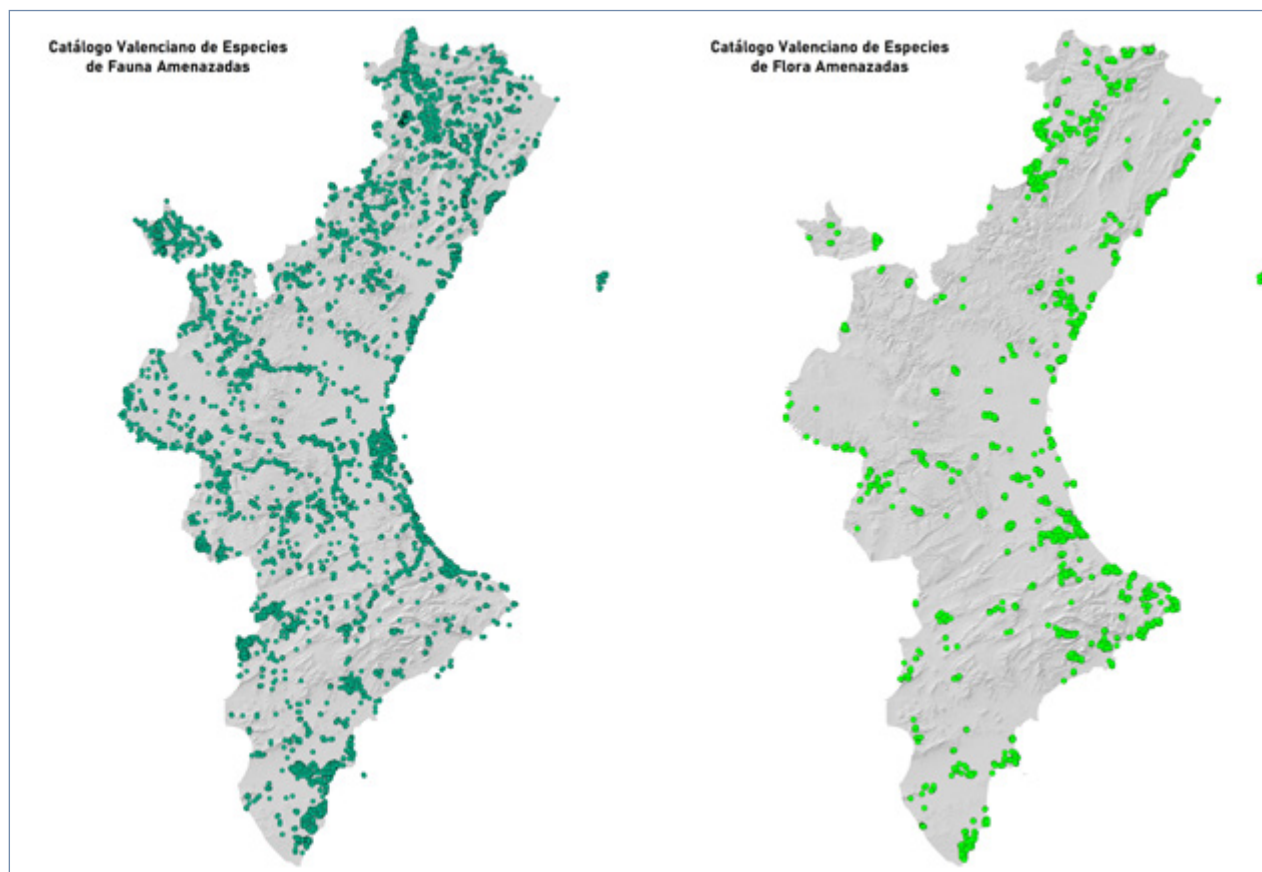 Catálogo Valenciano de Especies
de Fauna Amenazadas
Catálogo Valenciano de Especies
de Flora Amenazadas